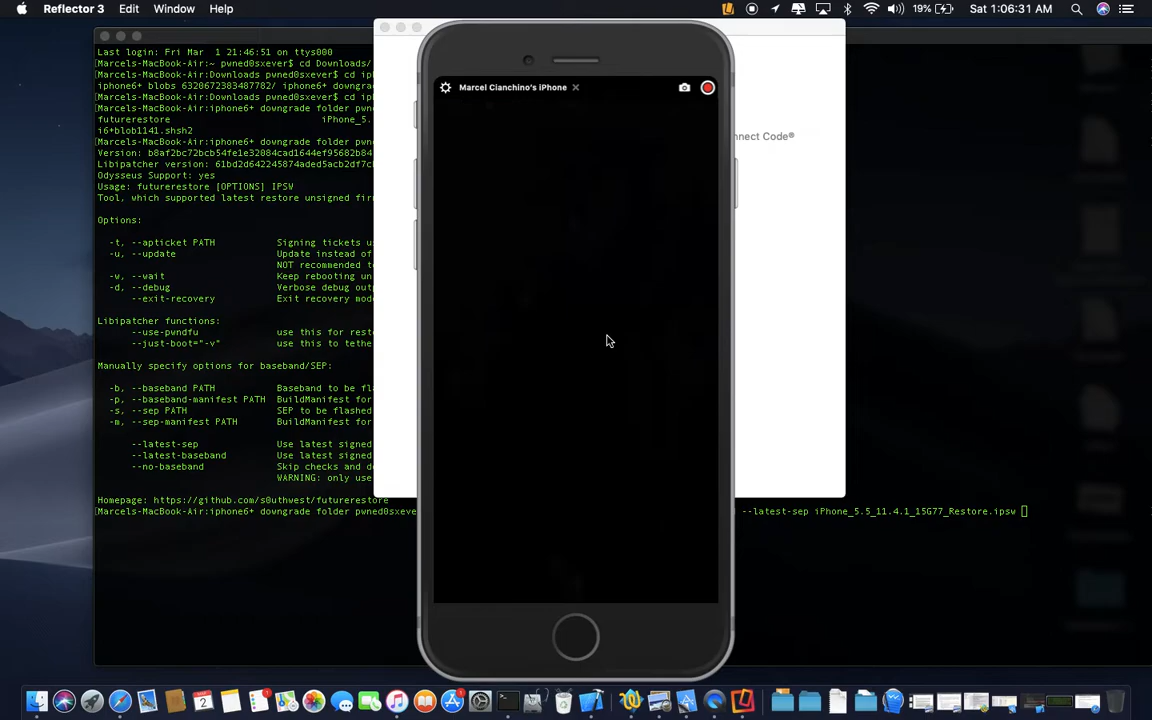 Reflector 3 Edit Window Help 19% Sat 1:06:31 AM
Last login: Fri Mar 1 21:46:51 on ttys000
[Marcels-MacBook-Air:~ pwned0sxever$ cd Downloads/
[Marcels-MacBook-Air:Downloads pwned0sxever$ cd ip
iphone6+ blobs 6320672383487782/ iphone6+ downgrad
[Marcels-MacBook-Air:Downloads pwned0sxever$ cd ip
[Marcels-MacBook-Air:iphone6+ downgrade folder pwn
futurerestore iPhone_5.
i6+blob1141.shsh2
[Marcels-MacBook-Air:iphone6+ downgrade folder pwn
Version: b8af2bc72bcb54fe1e32084cad1644ef95682b84
Libipatcher version: 61bd2d642245874aded5acb2df7c
Odysseus Support: yes
Usage: futurerestore [OPTIONS] IPSW
Tool, which supported latest restore unsigned fir
Options:
-t, --apticket PATH Signing tickets u
-u, --update Update instead of
NOT recommended t
-w, --wait Keep rebooting un
-d, --debug Verbose debug outp
--exit-recovery Exit recovery mod
Libipatcher functions:
--use-pwndfu use this for rest
--just-boot="-v" use this to tethe
Manually specify options for baseband/SEP:
-b, --baseband PATH Baseband to be fl
-p, --baseband-manifest PATH BuildManifest for
-s, --sep PATH SEP to be flashed
-m, --sep-manifest PATH BuildManifest for
--latest-sep Use latest signed
--latest-baseband Use latest signed
--no-baseband Skip checks and d
WARNING: only use
Homepage: https://github.com/s0uthwest/futurerestore
[Marcels-MacBook-Air:iphone6+ downgrade folder pwned0sxever --latest-sep iPhone_5.5_11.4.1_15G77_Restore.ipsw
Marcel Cianchino's iPhone
nnect Code®